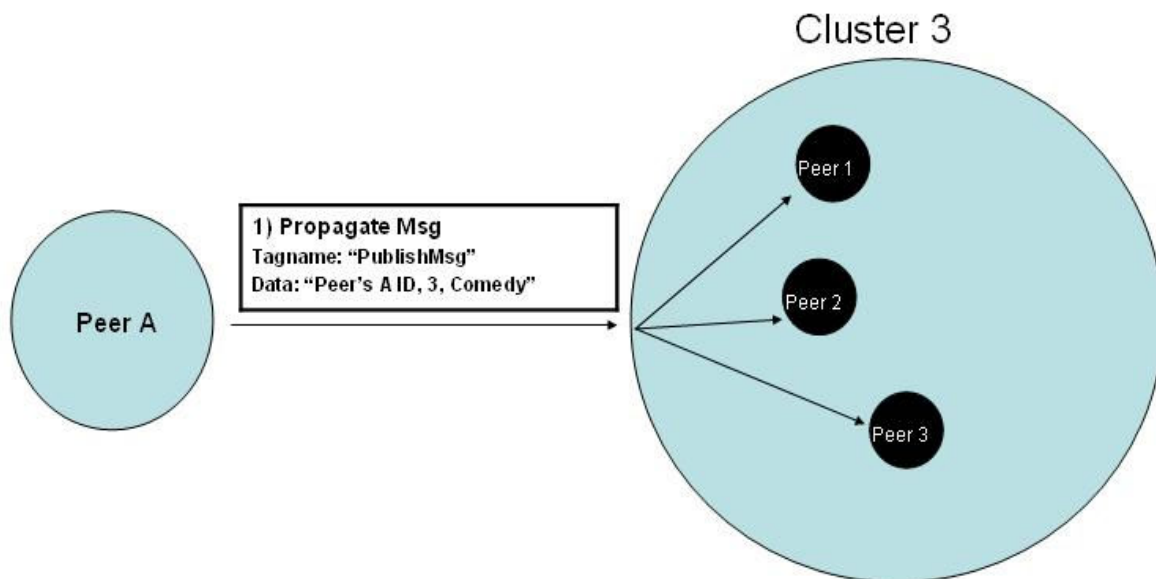 Cluster 3
Peer A
1) Propagate Msg
Tagname: “PublishMsg”
Data: “Peer’s A ID, 3, Comedy”
Peer 1
Peer 2
Peer 3